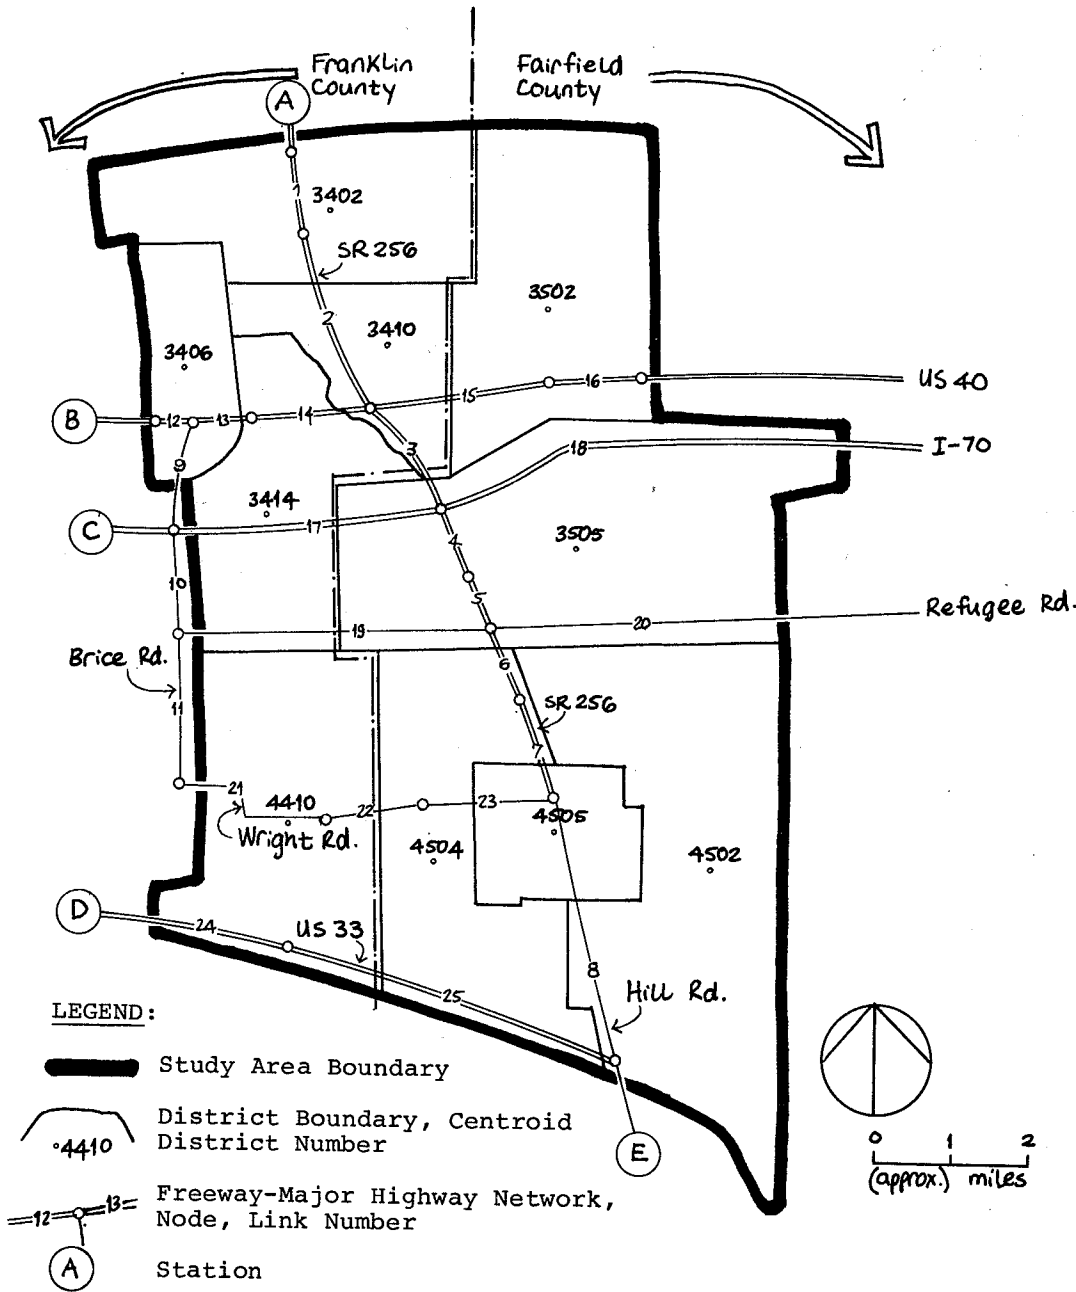 Franklin
County
Fairfield
County
A
1
3402
SR 256
2
3410
3502
3406
US 40
B
12
13
14
15
16
9
3
18
I-70
3414
C
17
4
3505
10
5
Refugee Rd.
19
20
Brice Rd.
6
11
SR 256
7
21
4410
22
23
4505
Wright Rd.
4504
4502
D
24
US 33
25
8
Hill Rd.
LEGEND:
Study Area Boundary
District Boundary, Centroid
4410
District Number
12
13
Freeway-Major Highway Network,
Node, Link Number
A
Station
E
0 1 2
(approx.) miles